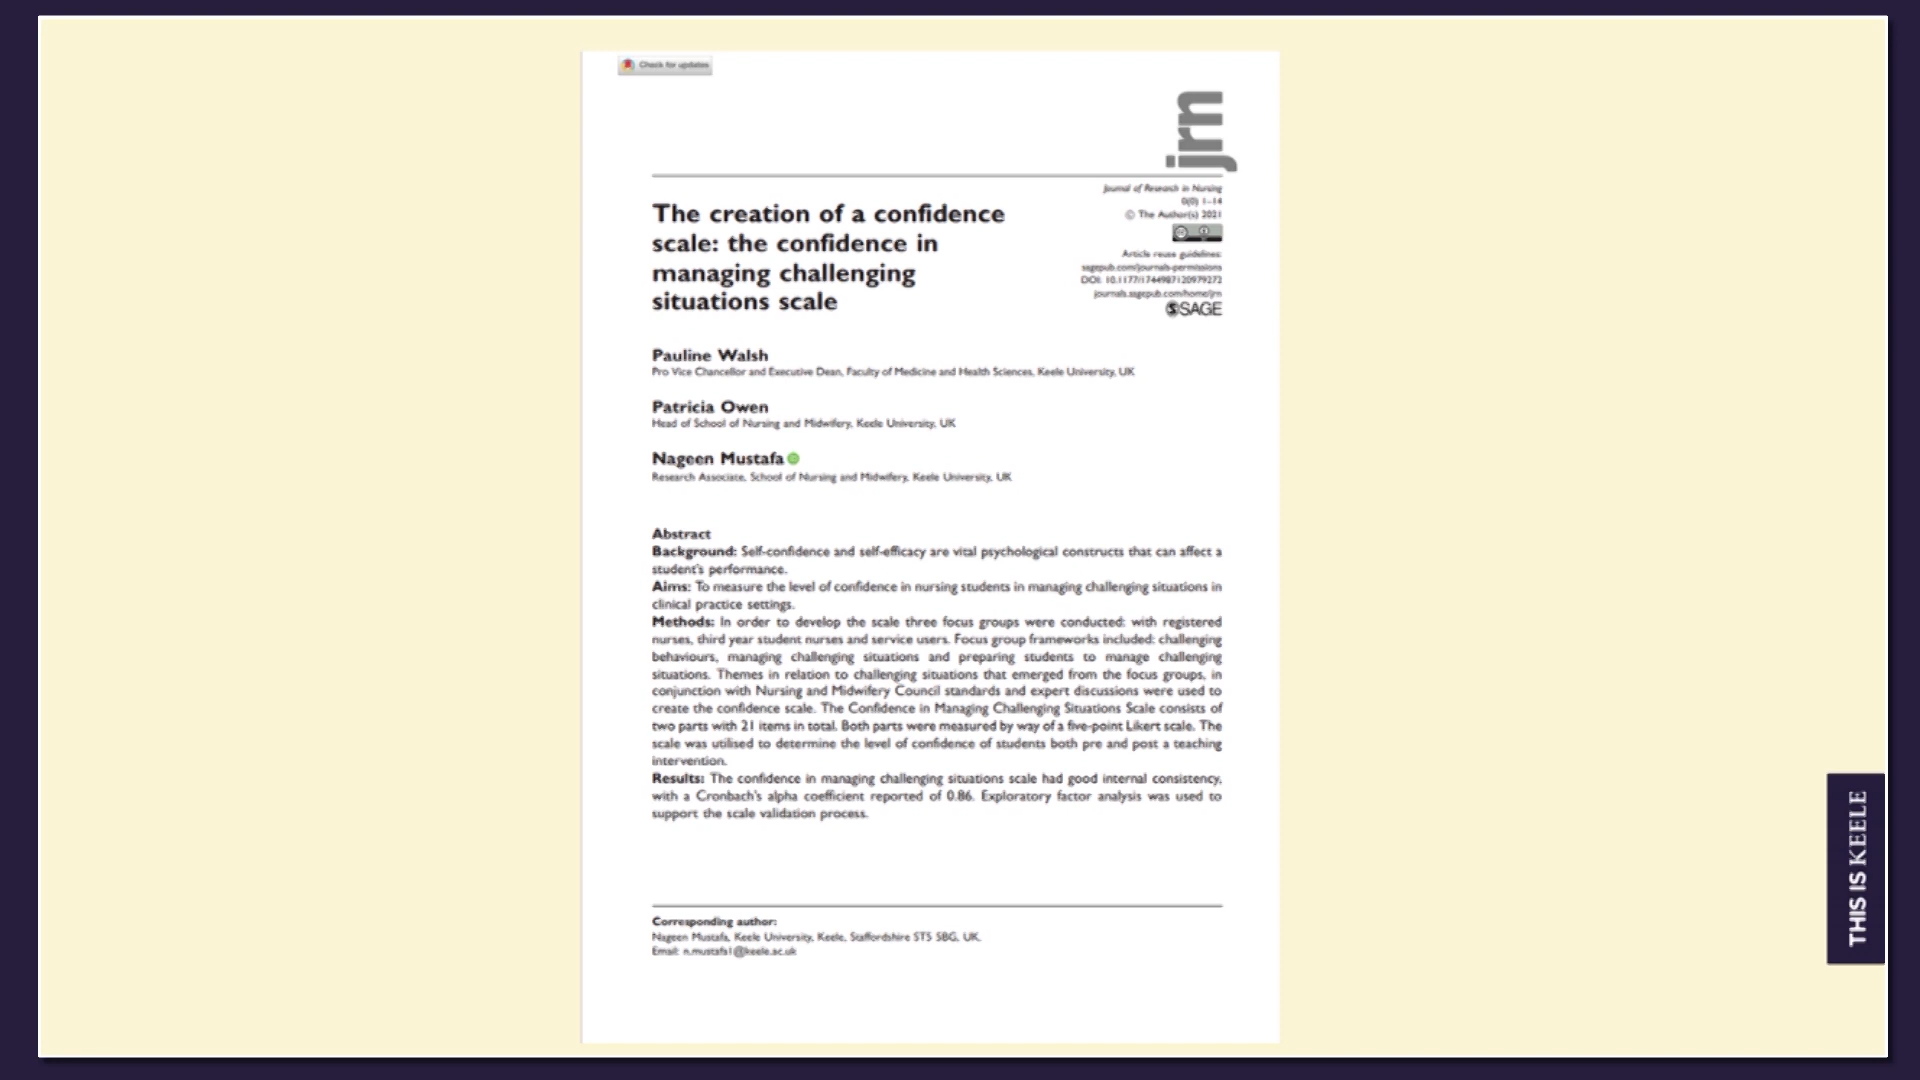 Check for updates
jrn
Journal of Research in Nursing
0(0) 1–14
© The Author(s) 2021
Article reuse guidelines:
sagepub.com/journals-permissions
DOI: 10.1177/1744987120979272
journals.sagepub.com/home/jrn
SAGE
The creation of a confidence
scale: the confidence in
managing challenging
situations scale
Pauline Walsh
Pro Vice Chancellor and Executive Dean, Faculty of Medicine and Health Sciences, Keele University, UK
Patricia Owen
Head of School of Nursing and Midwifery, Keele University, UK
Nageen Mustafa
Research Associate, School of Nursing and Midwifery, Keele University, UK
Abstract
Background: Self-confidence and self-efficacy are vital psychological constructs that can affect a
student's performance.
Aims: To measure the level of confidence in nursing students in managing challenging situations in
clinical practice settings.
Methods: In order to develop the scale three focus groups were conducted: with registered
nurses, third year student nurses and service users. Focus group frameworks included: challenging
behaviours, managing challenging situations and preparing students to manage challenging
situations. Themes in relation to challenging situations that emerged from the focus groups, in
conjunction with Nursing and Midwifery Council standards and expert discussions were used to
create the confidence scale. The Confidence in Managing Challenging Situations Scale consists of
two parts with 21 items in total. Both parts were measured by way of a five-point Likert scale. The
scale was utilised to determine the level of confidence of students both pre and post a teaching
intervention.
Results: The confidence in managing challenging situations scale had good internal consistency,
with a Cronbach's alpha coefficient reported of 0.86. Exploratory factor analysis was used to
support the scale validation process.
Corresponding author:
Nageen Mustafa, Keele University, Keele, Staffordshire ST5 5BG, UK.
Email: n.mustafa1@keele.ac.uk
THIS IS KEELE